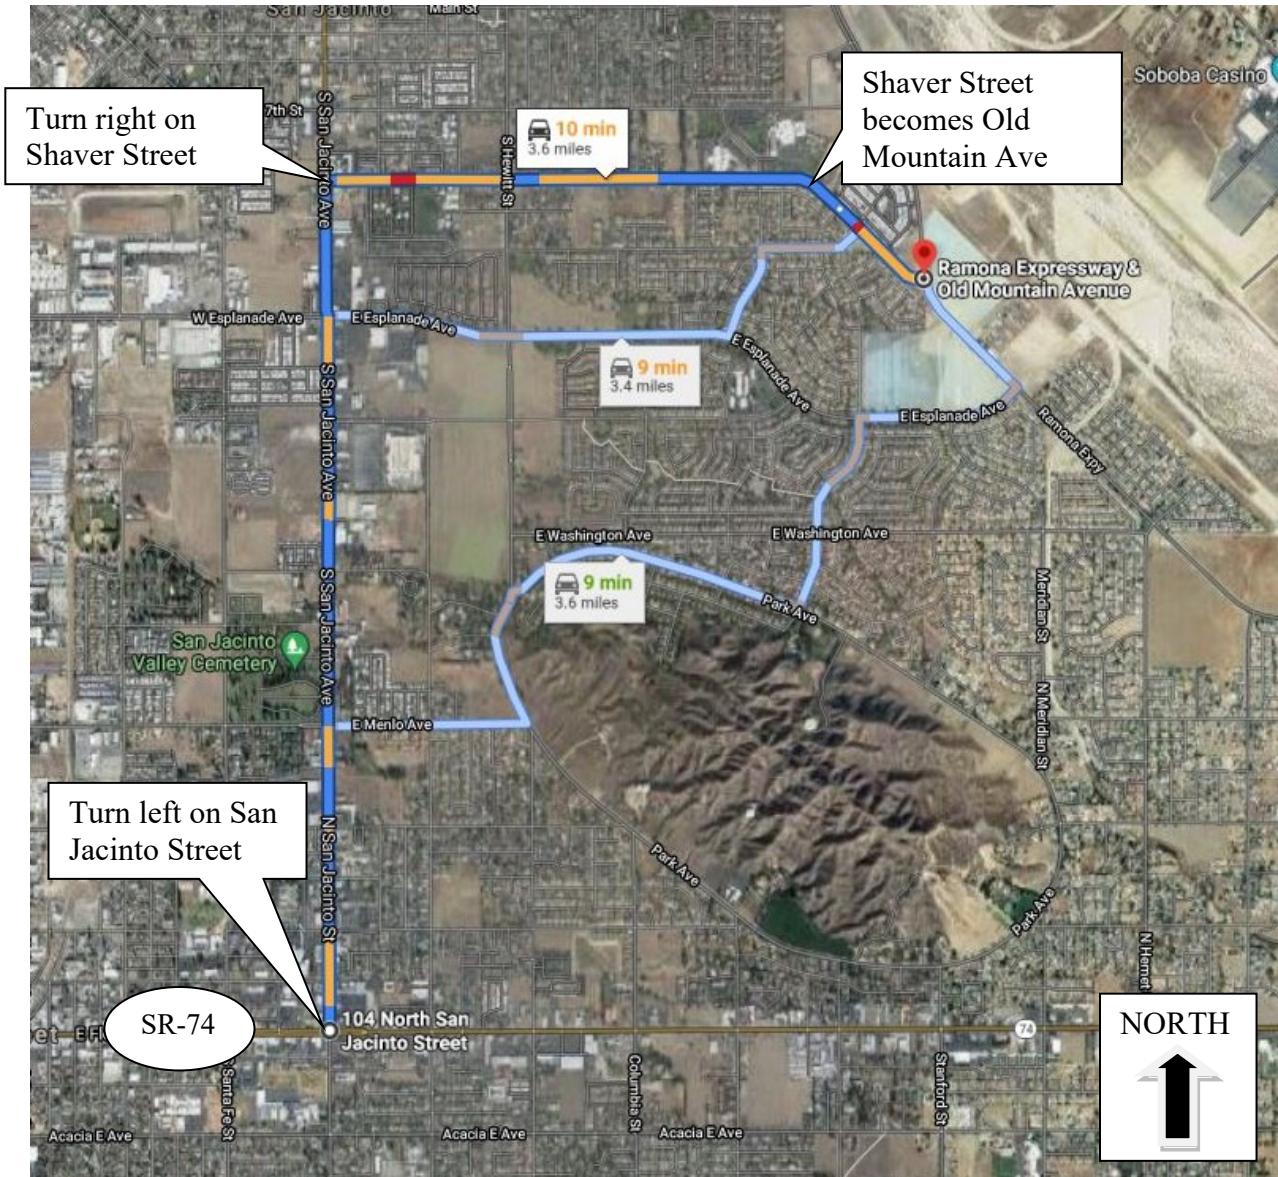 San Jacinto
Main St
Soboba Casino
Turn right on
Shaver Street
7th St
S San Jacinto Ave
10 min
3.6 miles
S Hewitt St
Shaver Street
becomes Old
Mountain Ave
Ramona Expressway &
Old Mountain Avenue
W Esplanade Ave
E Esplanade Ave
9 min
3.4 miles
E Esplanade Ave
E Esplanade Ave
Ramona Expy
S San Jacinto Ave
E Washington Ave
E Washington Ave
9 min
3.6 miles
Park Ave
S San Jacinto Ave
Meridian St
San Jacinto
Valley Cemetery
N Meridian St
E Menlo Ave
Turn left on San
Jacinto Street
N San Jacinto St
Park Ave
Park Ave
N Hemet
SR-74
104 North San
Jacinto Street
74
NORTH
S Santa Fe St
Columbia St
Stanford St
Acacia E Ave
Acacia E Ave
Acacia E Ave